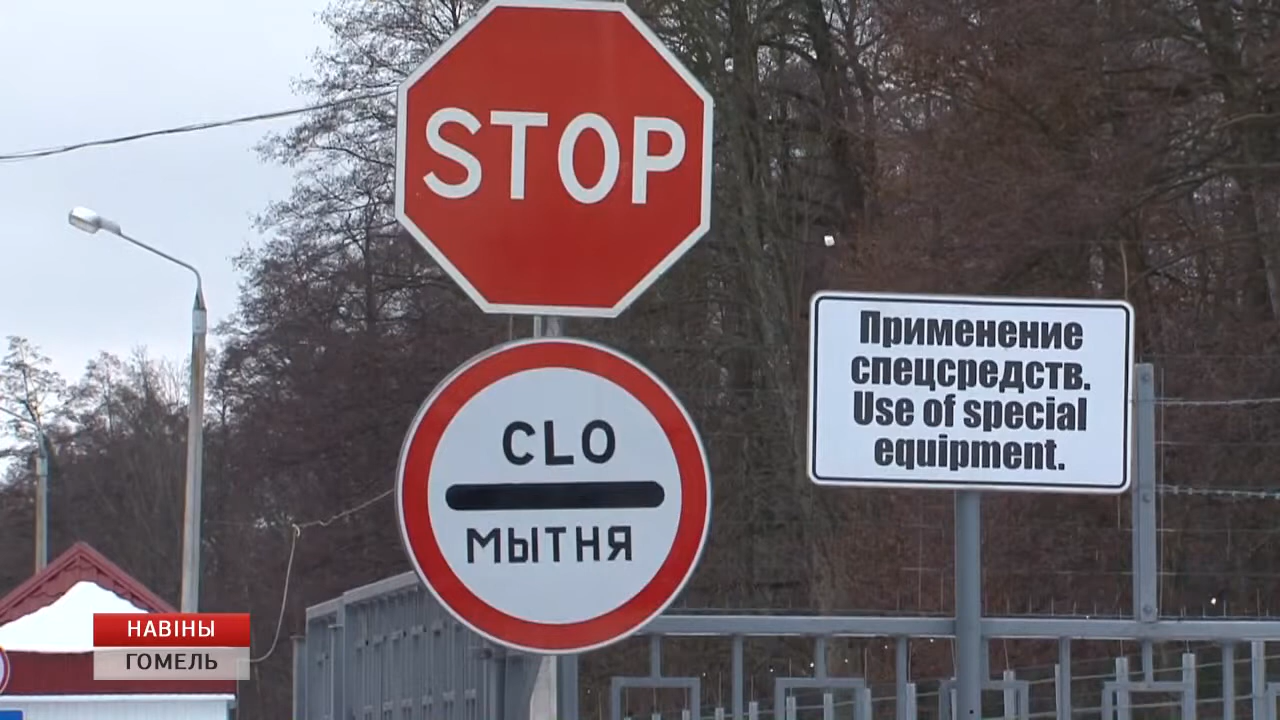 STOP
CLO
МЫТНЯ
Применение
спецсредств.
Use of special
equipment.
НАВІНЫ
ГОМЕЛЬ